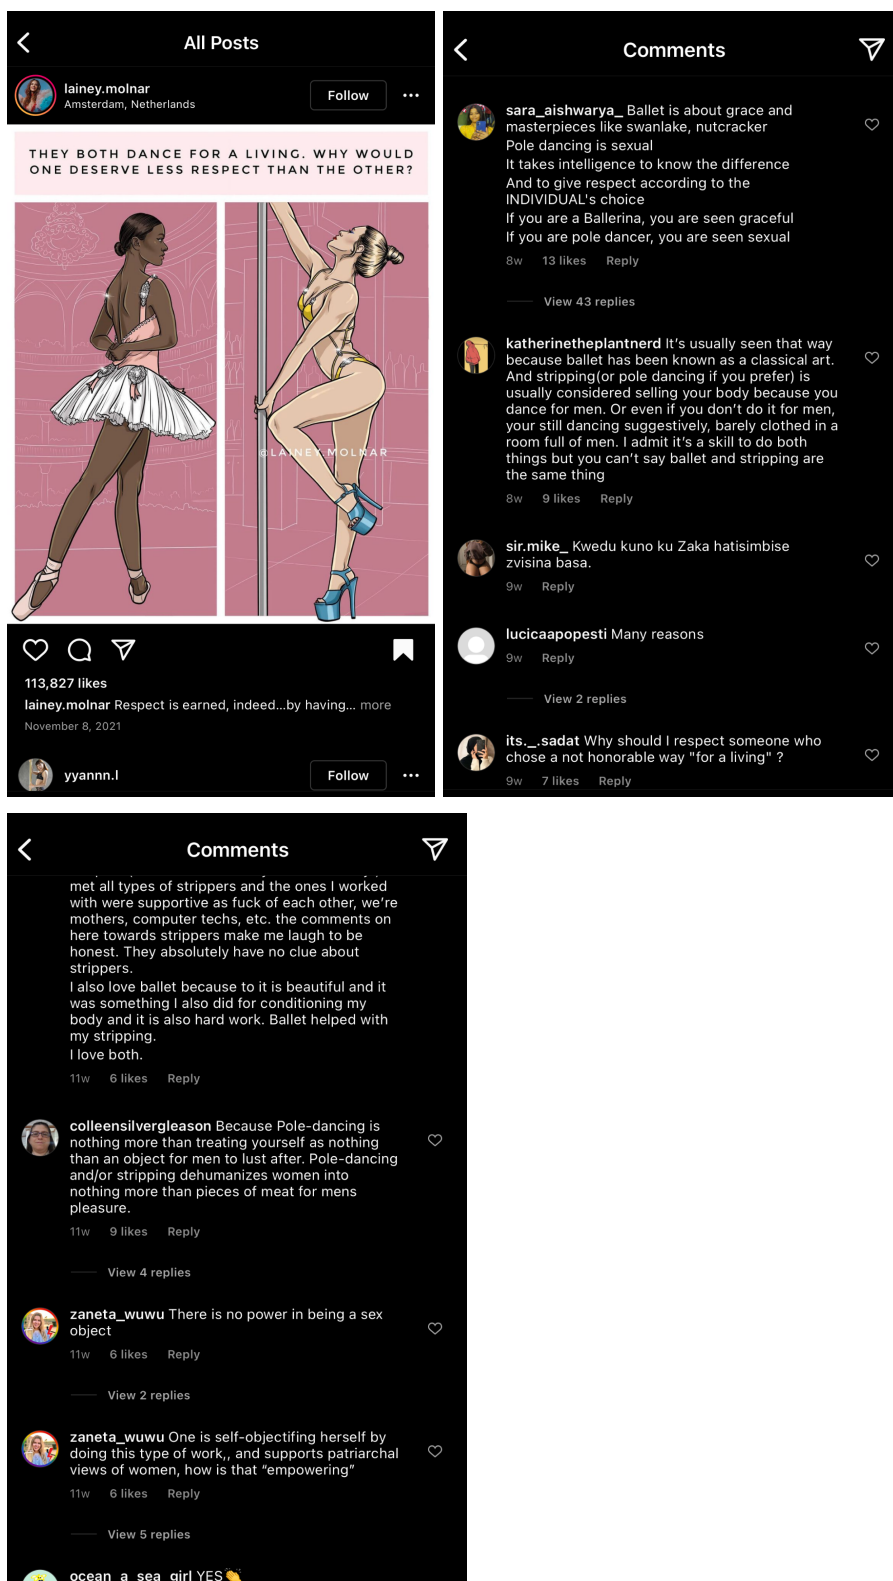 All Posts
lainey.molnar
Amsterdam, Netherlands
Follow
THEY BOTH DANCE FOR A LIVING. WHY WOULD
ONE DESERVE LESS RESPECT THAN THE OTHER?
@LAINEY.MOLNAR
113,827 likes
lainey.molnar Respect is earned, indeed...by having... more
November 8, 2021
yyannn.l
Follow
Comments
sara_aishwarya_ Ballet is about grace and
masterpieces like swanlake, nutcracker
Pole dancing is sexual
It takes intelligence to know the difference
And to give respect according to the
INDIVIDUAL's choice
If you are a Ballerina, you are seen graceful
If you are pole dancer, you are seen sexual
8w 13 likes Reply
View 43 replies
katherinetheplantnerd It's usually seen that way
because ballet has been known as a classical art.
And stripping(or pole dancing if you prefer) is
usually considered selling your body because you
dance for men. Or even if you don't do it for men,
your still dancing suggestively, barely clothed in a
room full of men. I admit it's a skill to do both
things but you can't say ballet and stripping are
the same thing
8w 9 likes Reply
sir.mike_ Kwedu kuno ku Zaka hatisimbise
zvisina basa.
9w Reply
lucicaapopesti Many reasons
9w Reply
View 2 replies
its._.sadat Why should I respect someone who
chose a not honorable way "for a living" ?
9w 7 likes Reply
Comments
met all types of strippers and the ones I worked
with were supportive as fuck of each other, we're
mothers, computer techs, etc. the comments on
here towards strippers make me laugh to be
honest. They absolutely have no clue about
strippers.
I also love ballet because to it is beautiful and it
was something I also did for conditioning my
body and it is also hard work. Ballet helped with
my stripping.
I love both.
11w 6 likes Reply
colleensilvergleason Because Pole-dancing is
nothing more than treating yourself as nothing
than an object for men to lust after. Pole-dancing
and/or stripping dehumanizes women into
nothing more than pieces of meat for mens
pleasure.
11w 9 likes Reply
View 4 replies
zaneta_wuwu There is no power in being a sex
object
11w 6 likes Reply
View 2 replies
zaneta_wuwu One is self-objectifing herself by
doing this type of work,, and supports patriarchal
views of women, how is that “empowering”
11w 6 likes Reply
View 5 replies
ocean_a_sea_girl YES👏